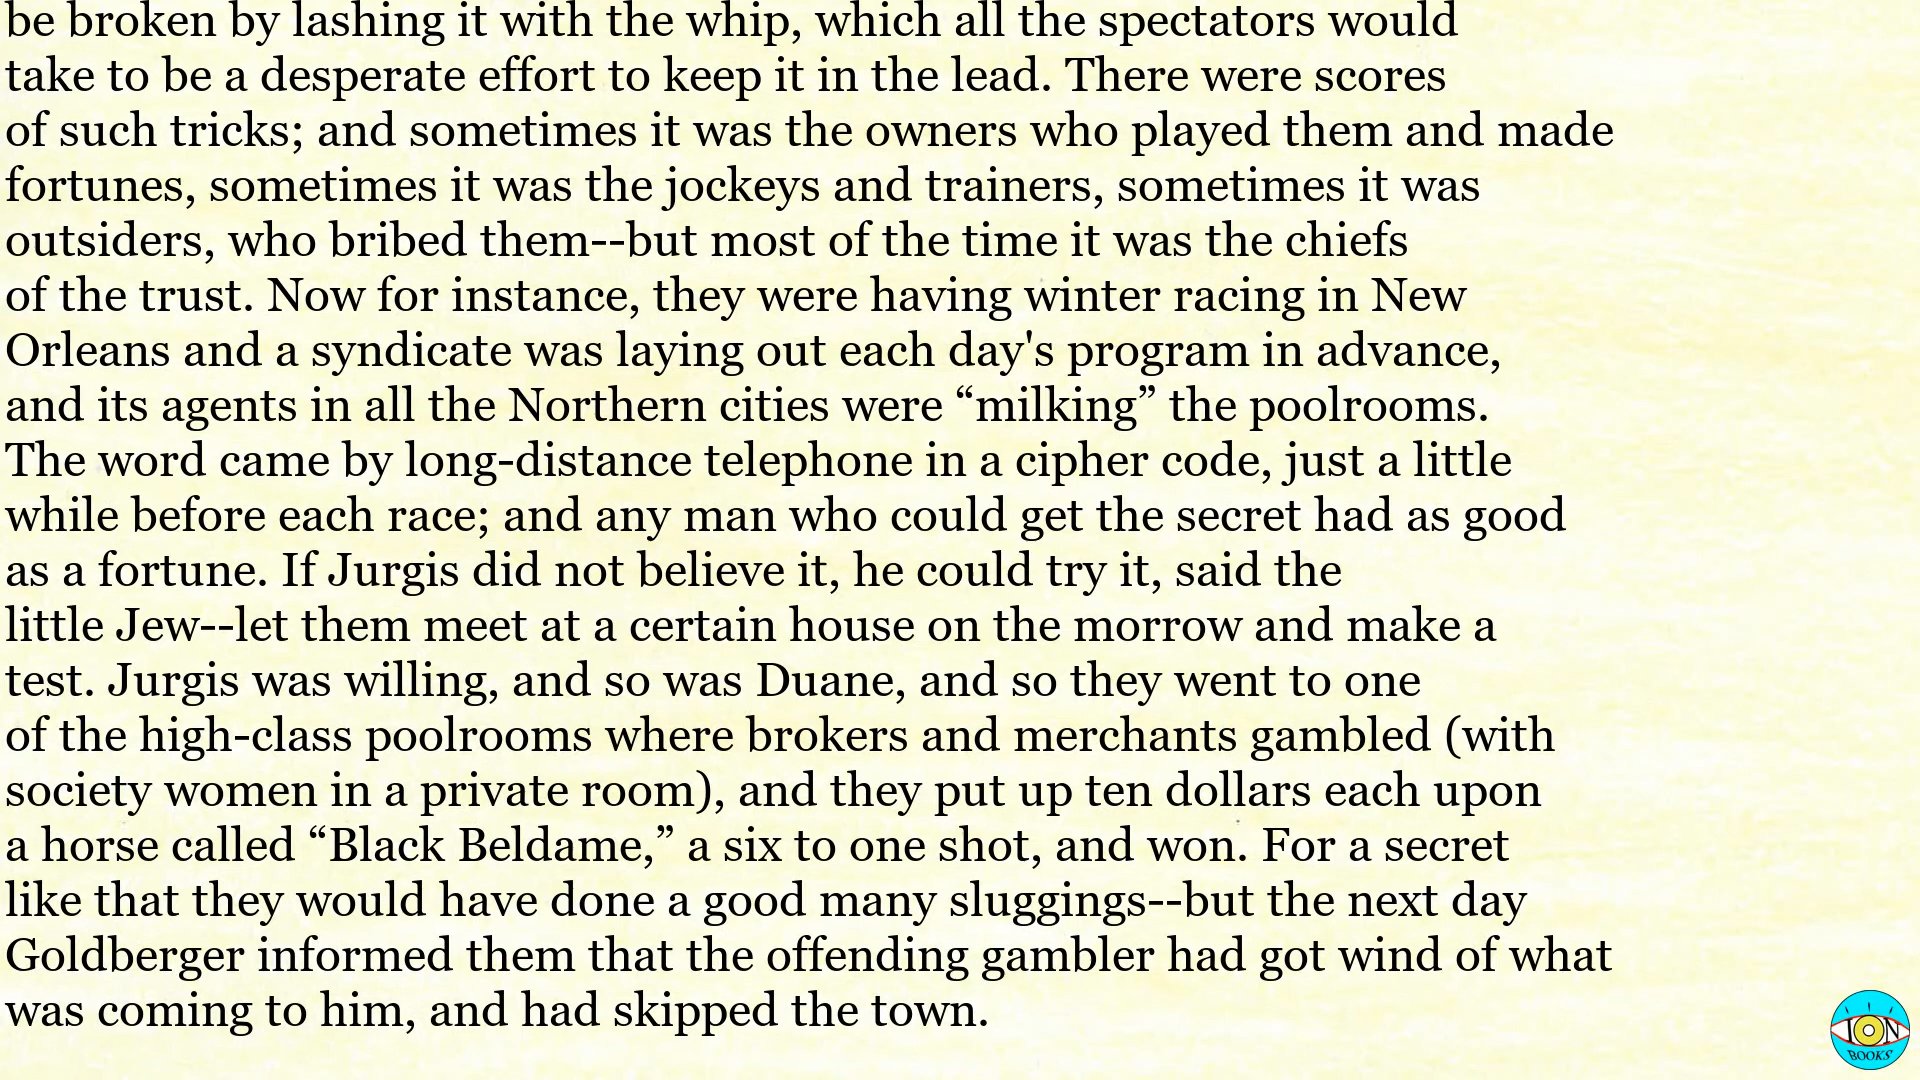 be broken by lashing it with the whip, which all the spectators would
take to be a desperate effort to keep it in the lead. There were scores
of such tricks; and sometimes it was the owners who played them and made
fortunes, sometimes it was the jockeys and trainers, sometimes it was
outsiders, who bribed them--but most of the time it was the chiefs
of the trust. Now for instance, they were having winter racing in New
Orleans and a syndicate was laying out each day's program in advance,
and its agents in all the Northern cities were “milking” the poolrooms.
The word came by long-distance telephone in a cipher code, just a little
while before each race; and any man who could get the secret had as good
as a fortune. If Jurgis did not believe it, he could try it, said the
little Jew--let them meet at a certain house on the morrow and make a
test. Jurgis was willing, and so was Duane, and so they went to one
of the high-class poolrooms where brokers and merchants gambled (with
society women in a private room), and they put up ten dollars each upon
a horse called “Black Beldame,” a six to one shot, and won. For a secret
like that they would have done a good many sluggings--but the next day
Goldberger informed them that the offending gambler had got wind of what
was coming to him, and had skipped the town.
ION
BOOKS